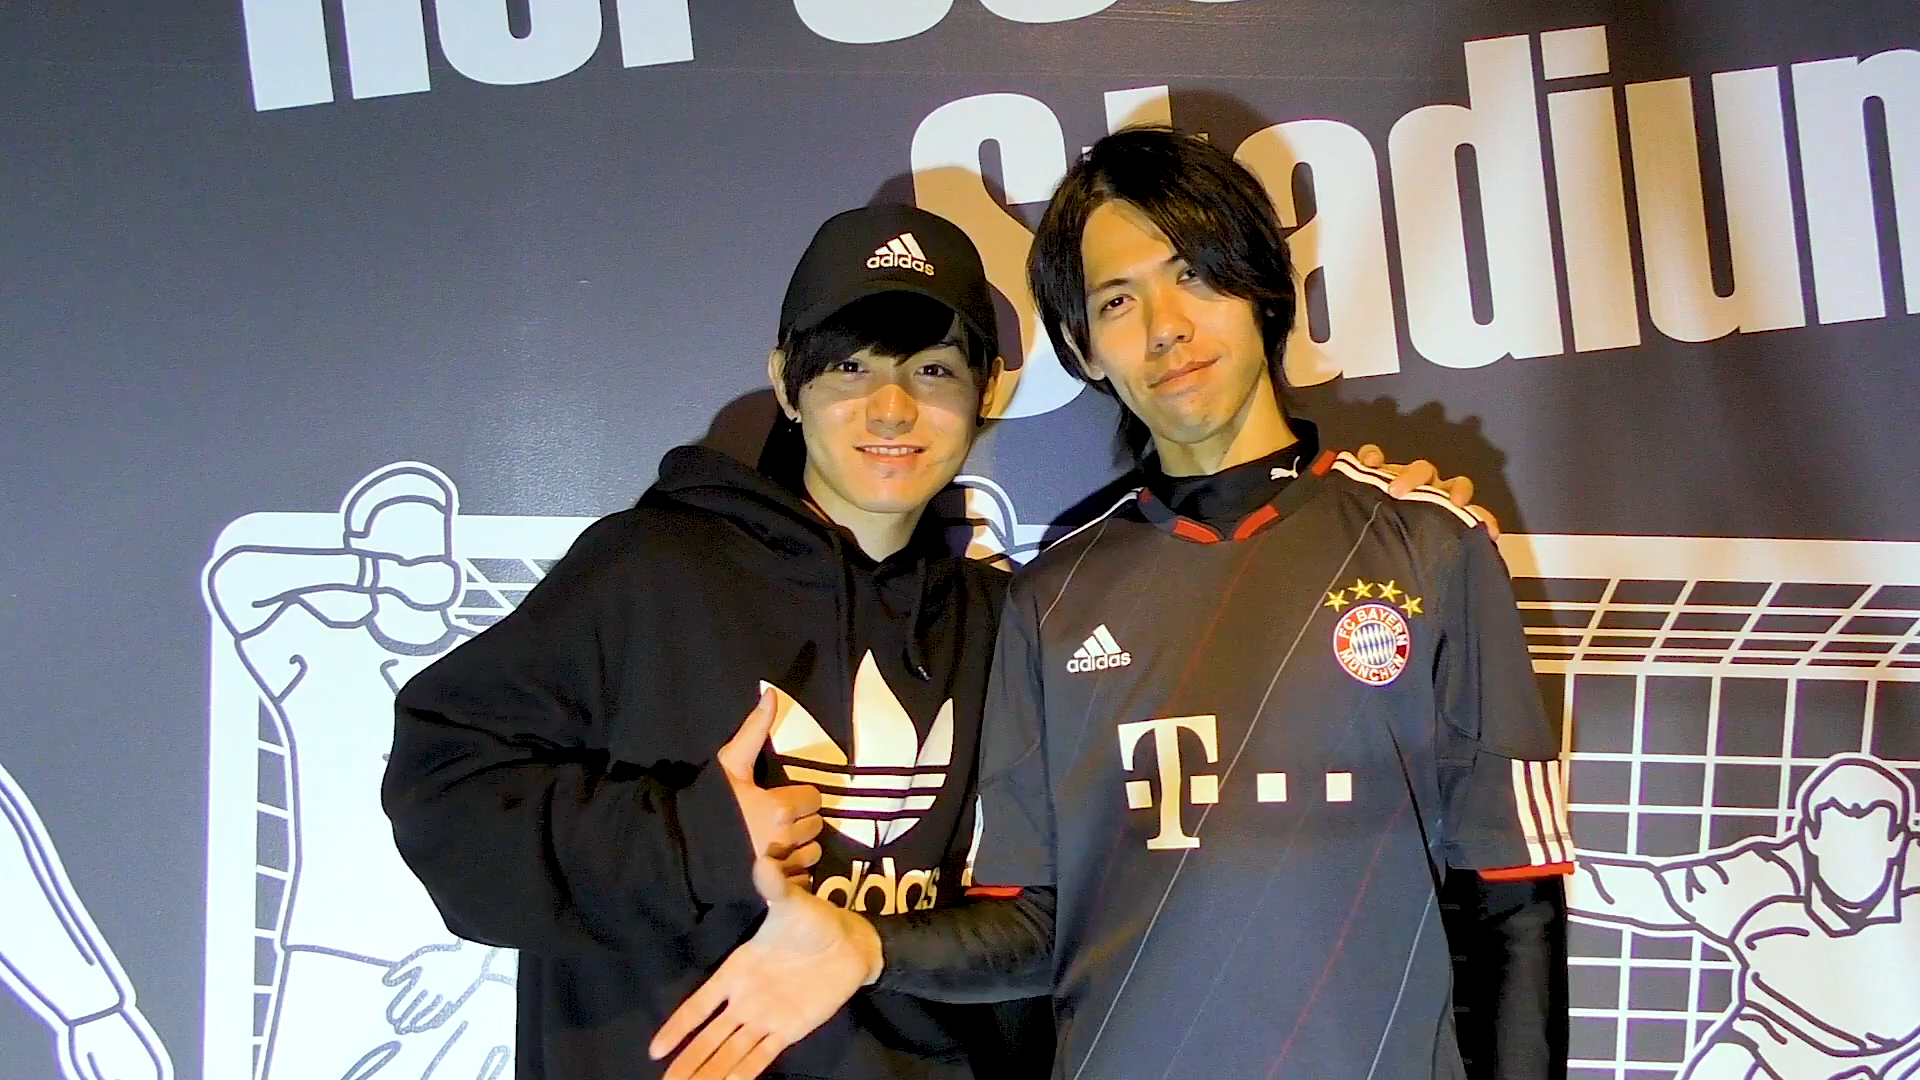 Stadium
adidas
adidas
FC BAYERN
MÜNCHEN
T
adidas